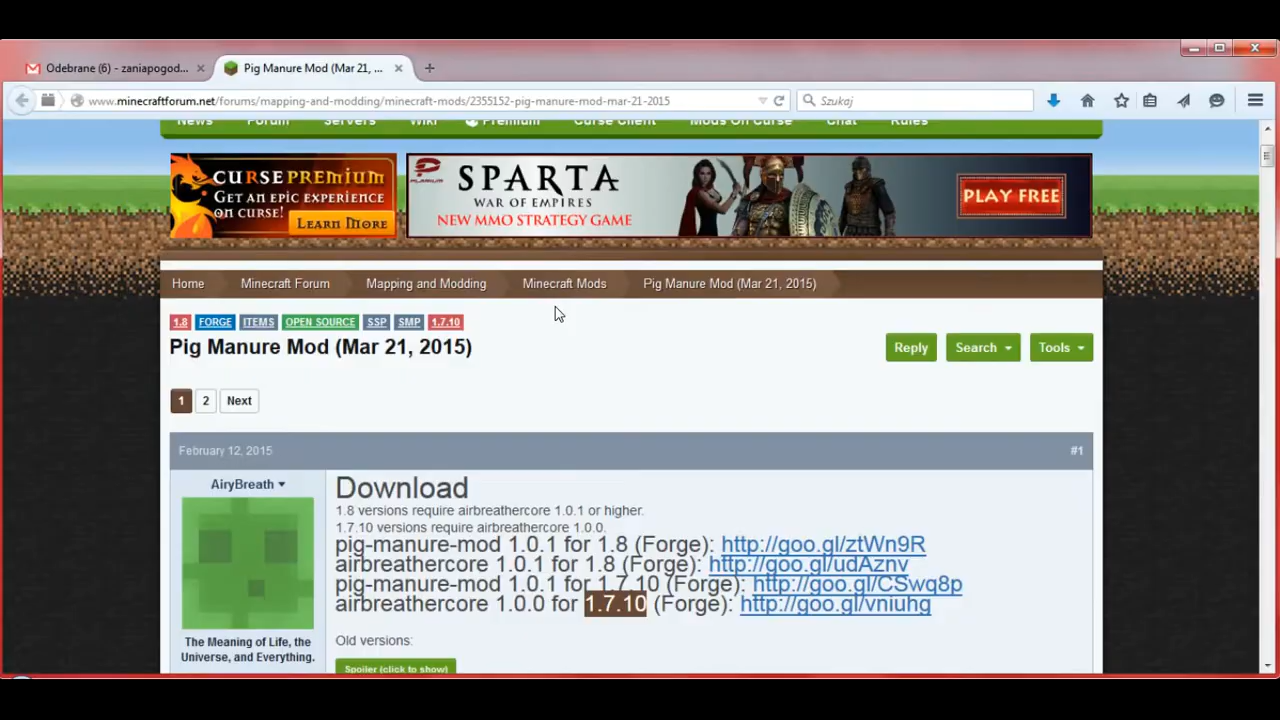 Odebrane (6) - zaniapogod...
Pig Manure Mod (Mar 21, ...
www.minecraftforum.net/forums/mapping-and-modding/minecraft-mods/2355152-pig-manure-mod-mar-21-2015
Szukaj
News Forum Servers Wiki Premium Curse Client Mods On Curse Chat Rules
CURSE PREMIUM
GET AN EPIC EXPERIENCE
ON CURSE!
LEARN MORE
PLARIUM
SPARTA
WAR OF EMPIRES
NEW MMO STRATEGY GAME
PLAY FREE
Home Minecraft Forum Mapping and Modding Minecraft Mods Pig Manure Mod (Mar 21, 2015)
1.8 FORGE ITEMS OPEN SOURCE SSP SMP 1.7.10
Pig Manure Mod (Mar 21, 2015)
Reply Search Tools
1 2 Next
February 12, 2015 #1
AiryBreath
The Meaning of Life, the
Universe, and Everything.
Download
1.8 versions require airbreathercore 1.0.1 or higher.
1.7.10 versions require airbreathercore 1.0.0.
pig-manure-mod 1.0.1 for 1.8 (Forge): http://goo.gl/ztWn9R
airbreathercore 1.0.1 for 1.8 (Forge): http://goo.gl/udAznv
pig-manure-mod 1.0.1 for 1.7.10 (Forge): http://goo.gl/CSwq8p
airbreathercore 1.0.0 for 1.7.10 (Forge): http://goo.gl/vniuhg
Old versions:
Spoiler (click to show)